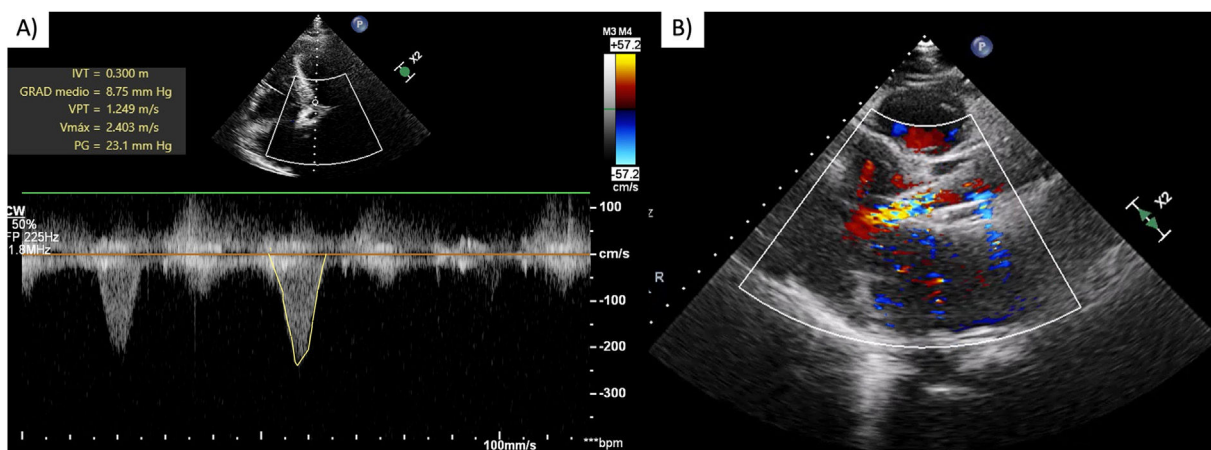 A)
P
X2
M3 M4
+57.2
-57.2
cm/s
IVT = 0.300 m
GRAD medio = 8.75 mm Hg
VPT = 1.249 m/s
Vmáx = 2.403 m/s
PG = 23.1 mm Hg
CW
50%
FP 225Hz
1.8MHz
100
cm/s
-100
-200
-300
100mm/s
***bpm
B)
P
X2
z
R